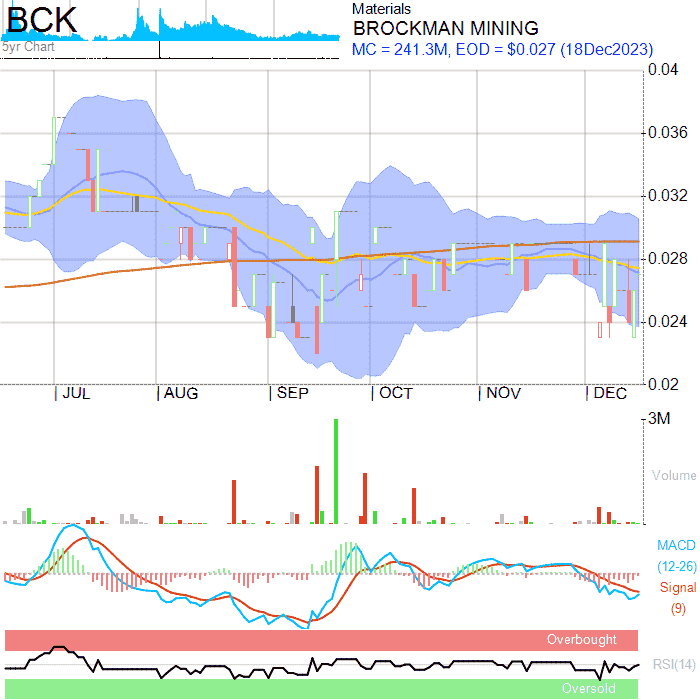 BCK
5yr Chart
Materials
BROCKMAN MINING
MC = 241.3M, EOD = $0.027 (18Dec2023)
0.04
0.036
0.032
0.028
0.024
0.02
JUL AUG SEP OCT NOV DEC
3M
Volume
MACD
(12-26)
Signal
(9)
Overbought
RSI(14)
Oversold